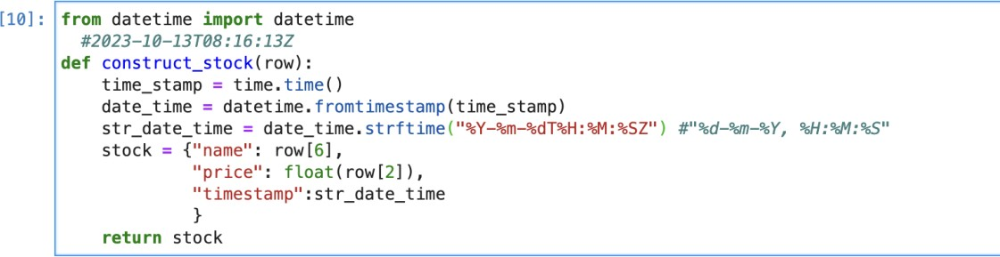 [10]: from datetime import datetime
#2023-10-13T08:16:13Z
def construct_stock(row):
    time_stamp = time.time()
    date_time = datetime.fromtimestamp(time_stamp)
    str_date_time = date_time.strftime("%Y-%m-%dT%H:%M:%SZ") #"%d-%m-%Y, %H:%M:%S"
    stock = {"name": row[6],
             "price": float(row[2]),
             "timestamp":str_date_time
             }
    return stock